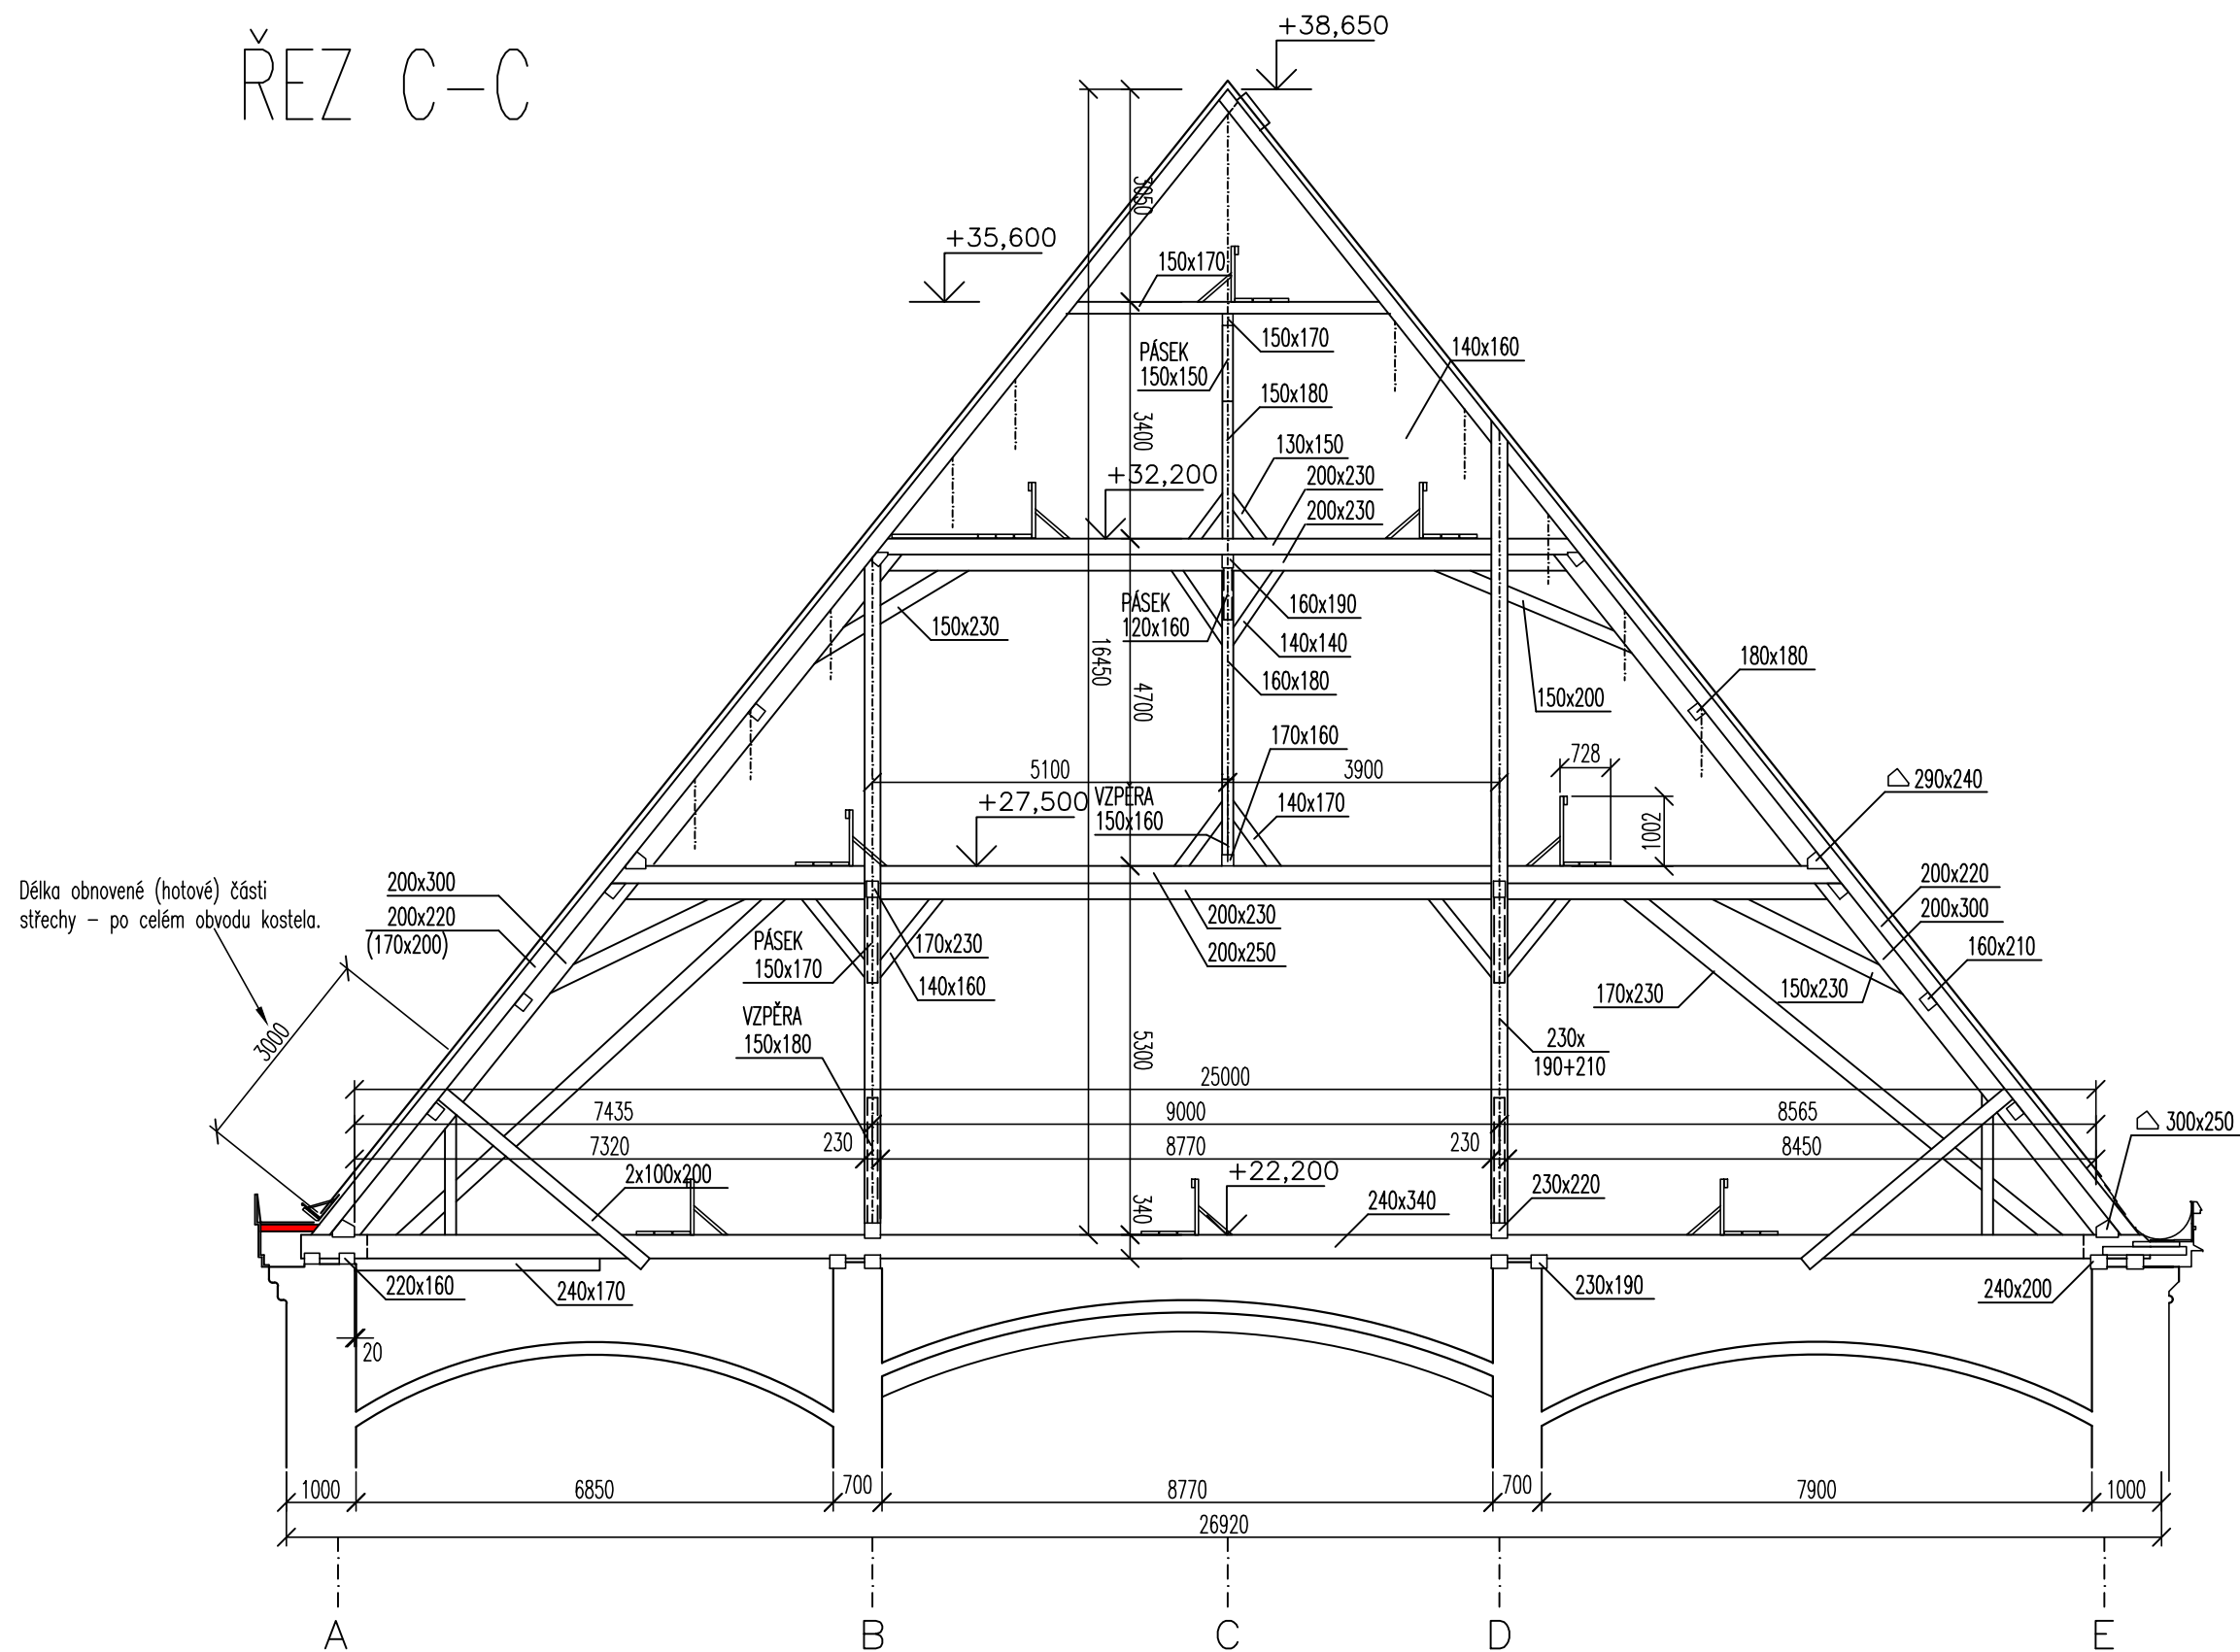 ŘEZ C–C
+38,650
3050
+35,600
150x170
150x170
PÁSEK
150x150
140x160
150x180
3400
130x150
+32,200
200x230
200x230
PÁSEK
120x160
160x190
150x230
140x140
16450
160x180
180x180
4700
150x200
170x160
728
5100
3900
290x240
+27,500
VZPĚRA
150x160
140x170
1002
Délka obnovené (hotové) části
střechy – po celém obvodu kostela.
200x300
200x220
(170x200)
200x220
200x300
200x230
200x250
PÁSEK
150x170
170x230
160x210
140x160
170x230
150x230
VZPĚRA
150x180
3000
5300
230x
190+210
25000
7435
9000
8565
7320
230
8770
230
8450
300x250
2x100x200
+22,200
340
240x340
230x220
220x160
240x170
230x190
240x200
20
1000
6850
700
8770
700
7900
1000
26920
A
B
C
D
E